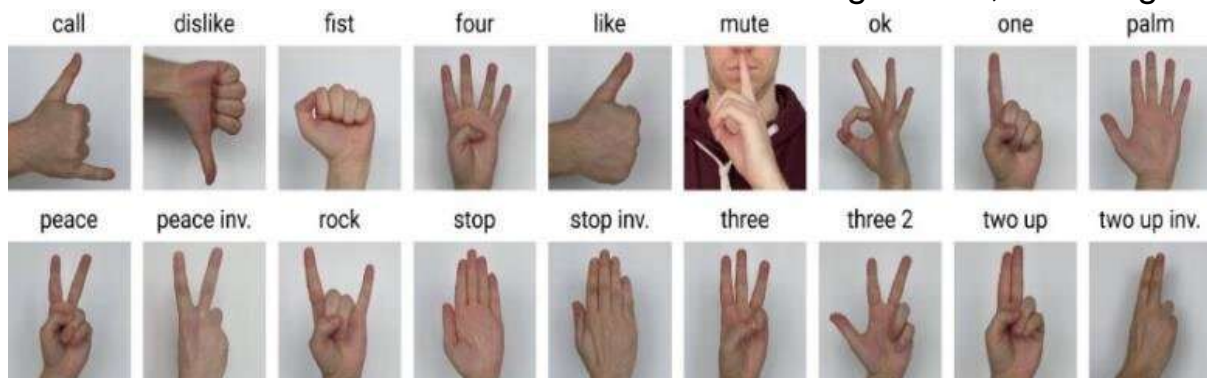 call dislike fist four like mute ok one palm
peace peace inv. rock stop stop inv. three three 2 two up two up inv.